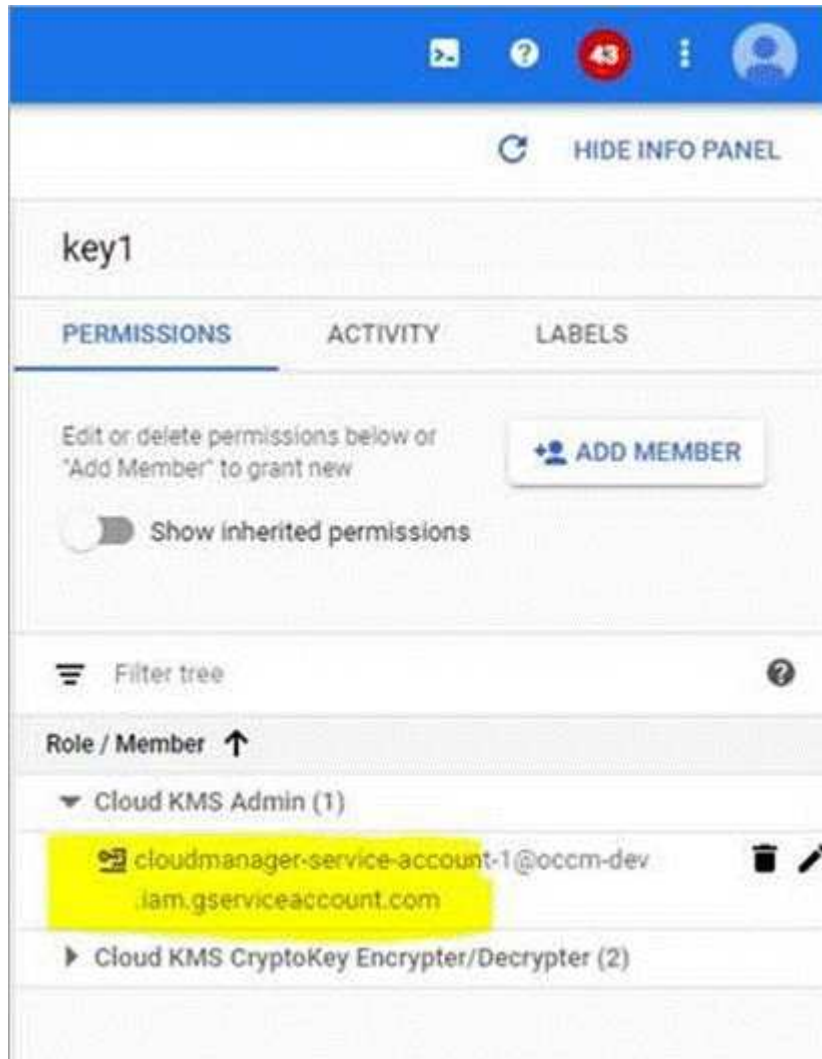 43
HIDE INFO PANEL
key1
PERMISSIONS ACTIVITY LABELS
Edit or delete permissions below or
"Add Member" to grant new
ADD MEMBER
Show inherited permissions
Filter tree
Role / Member
Cloud KMS Admin (1)
cloudmanager-service-account-1@occm-dev
.iam.gserviceaccount.com
Cloud KMS CryptoKey Encrypter/Decrypter (2)